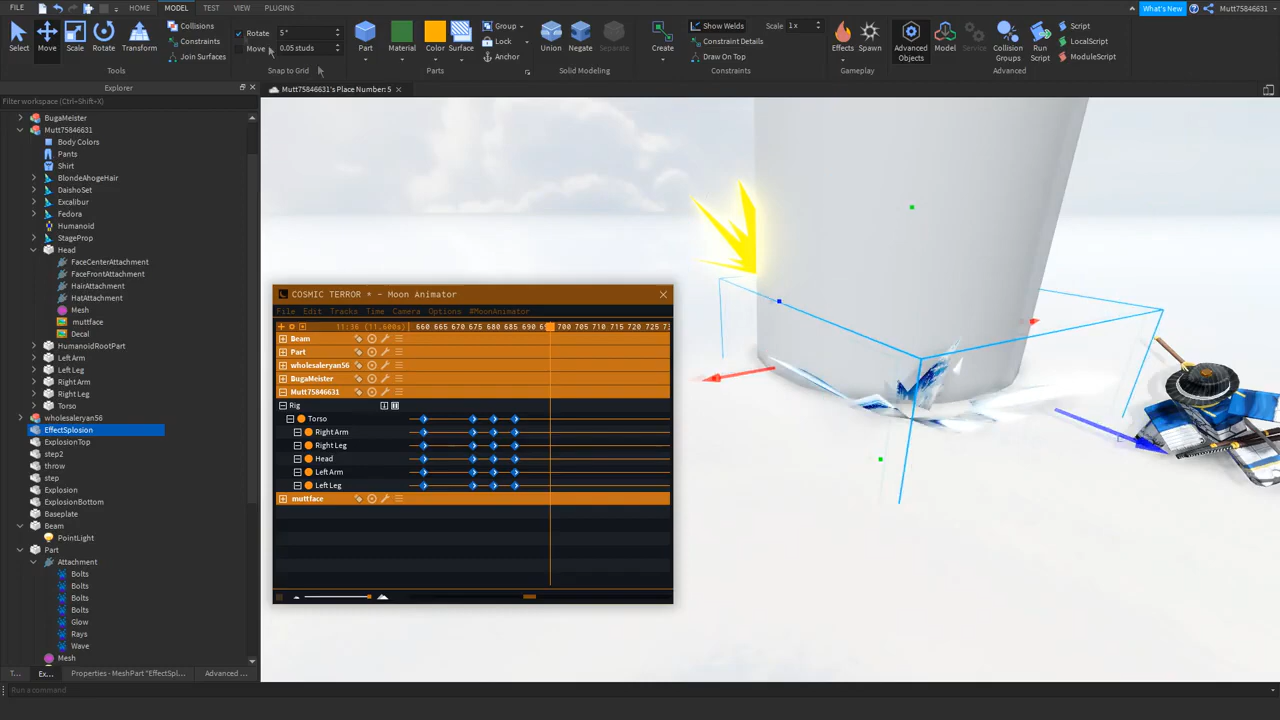 FILE HOME MODEL TEST VIEW PLUGINS What's New Mutt75846631
Select Move Scale Rotate Transform
Collisions
Constraints
Join Surfaces
Tools
Rotate 5 °
Move 0.05 studs
Snap to Grid
Part Material Color Surface
Group
Lock
Anchor
Parts
Union Negate Separate
Solid Modeling
Create
Show Welds Scale 1 x
Constraint Details
Draw On Top
Constraints
Effects Spawn
Gameplay
Advanced Objects Model Service Collision Groups Run Script
Script
LocalScript
ModuleScript
Advanced
Explorer
Mutt75846631's Place Number: 5
Filter workspace (Ctrl+Shift+X)
BugaMeister
Mutt75846631
Body Colors
Pants
Shirt
BlondeAhogeHair
DaishoSet
Excalibur
Fedora
Humanoid
StageProp
Head
FaceCenterAttachment
FaceFrontAttachment
HairAttachment
HatAttachment
Mesh
muttface
Decal
HumanoidRootPart
Left Arm
Left Leg
Right Arm
Right Leg
Torso
wholesaleryan56
EffectSplosion
ExplosionTop
step2
throw
step
Explosion
ExplosionBottom
Baseplate
Beam
PointLight
Part
Attachment
Bolts
Bolts
Bolts
Bolts
Glow
Rays
Wave
Mesh
T... Ex... Properties - MeshPart "EffectSpl... Advanced ...
Run a command
COSMIC TERROR * - Moon Animator
File Edit Tracks Time Camera Options #MoonAnimator
11:36 (11.600s) 660 665 670 675 680 685 700 705 710 715 720 725
Beam
Part
wholesaleryan56
BugaMeister
Mutt75846631
Rig
Torso
Right Arm
Right Leg
Head
Left Arm
Left Leg
muttface